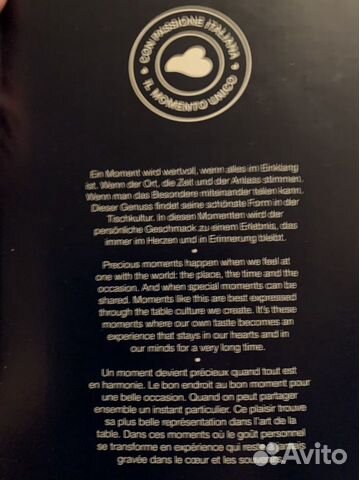 CON PASSIONE ITALIANA
IL MOMENTO UNICO
Ein Moment wird wertvoll, wenn alles im Einklang
ist. Wenn der Ort, die Zeit und der Anlass stimmen.
Wenn man das Besondere miteinander teilen kann.
Dieser Genuss findet seine schönste Form in der
Tischkultur. In diesen Momenten wird der
persönliche Geschmack zu einem Erlebnis, das
immer im Herzen und in Erinnerung bleibt.
•
Precious moments happen when we feel at
one with the world: the place, the time and the
occasion. And when special moments can be
shared. Moments like this are best expressed
through the table culture we create. It's these
moments where our own taste becomes an
experience that stays in our hearts and in
our minds for a very long time.
•
Un moment devient précieux quand tout est
en harmonie. Le bon endroit au bon moment pour
une belle occasion. Quand on peut partager
ensemble un instant particulier. Ce plaisir trouve
sa plus belle représentation dans l'art de la
table. Dans ces moments où le goût personnel
se transforme en expérience qui reste
gravée dans le cœur et les
Avito